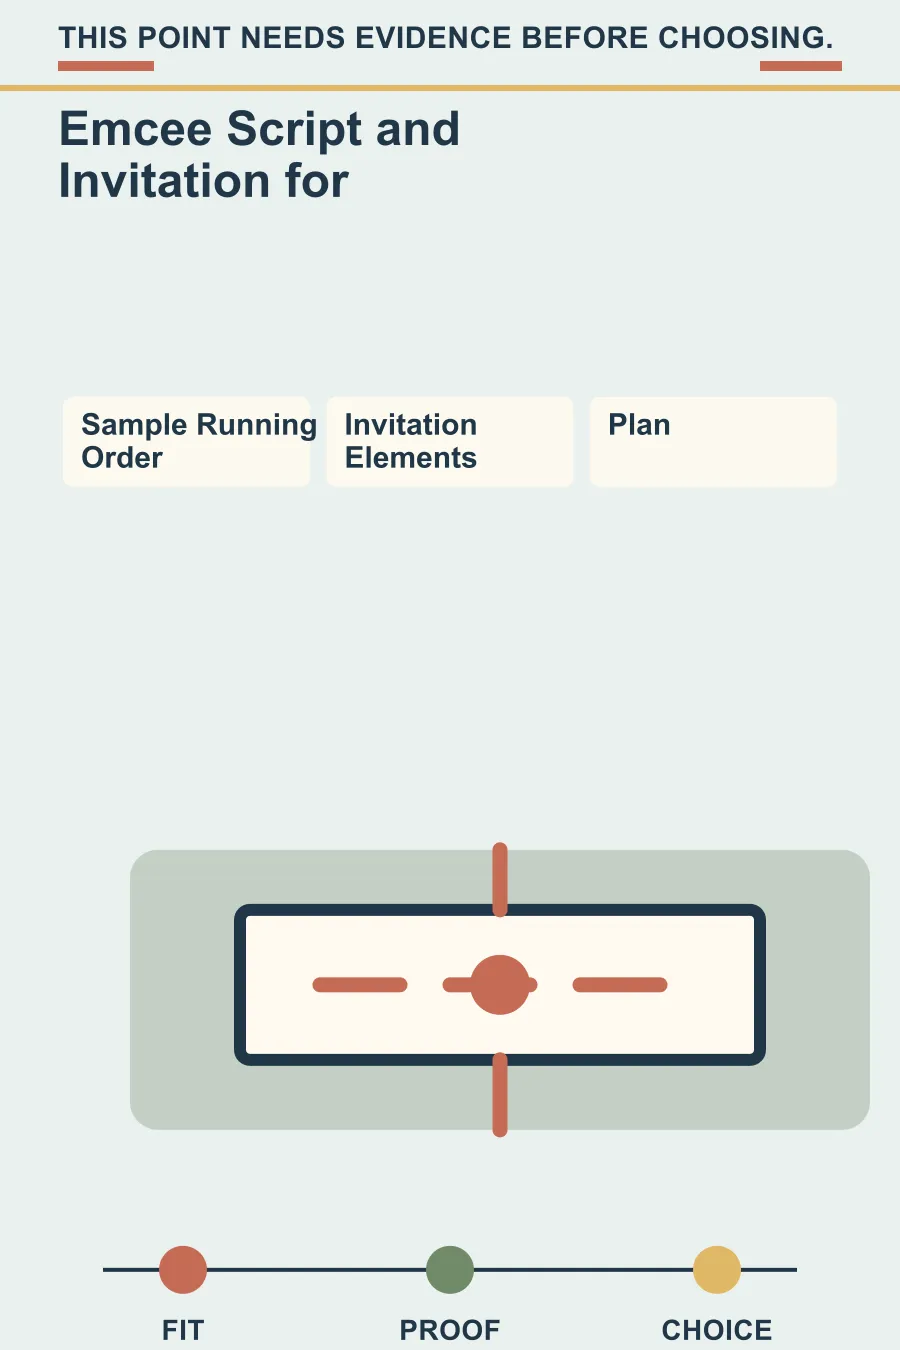 THIS POINT NEEDS EVIDENCE BEFORE CHOOSING.
Emcee Script and
Invitation for
Sample Running
Order
Invitation
Elements
Plan
FIT
PROOF
CHOICE